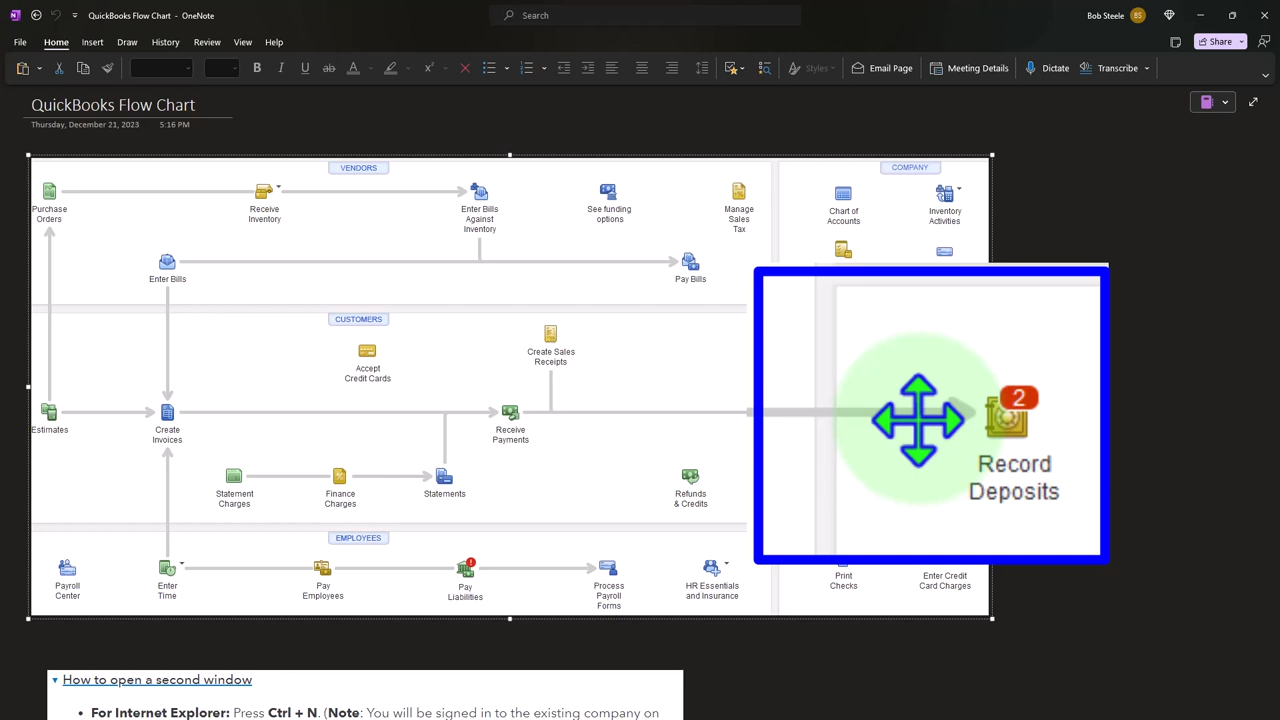 QuickBooks Flow Chart - OneNote
Search
Bob Steele
BS
File
Home
Insert
Draw
History
Review
View
Help
Share
B
I
U
ab
A
Styles
Email Page
Meeting Details
Dictate
Transcribe
QuickBooks Flow Chart
Thursday, December 21, 2023
5:16 PM
VENDORS
COMPANY
Purchase
Orders
Receive
Inventory
Enter Bills
Against
Inventory
See funding
options
Manage
Sales
Tax
Chart of
Accounts
Inventory
Activities
Enter Bills
Pay Bills
CUSTOMERS
Accept
Credit Cards
Create Sales
Receipts
Estimates
Create
Invoices
Receive
Payments
2
Record
Deposits
Statement
Charges
Finance
Charges
Statements
Refunds
& Credits
EMPLOYEES
Payroll
Center
Enter
Time
Pay
Employees
Pay
Liabilities
Process
Payroll
Forms
HR Essentials
and Insurance
Print
Checks
Enter Credit
Card Charges
How to open a second window
• For Internet Explorer: Press Ctrl + N. (Note: You will be signed in to the existing company on